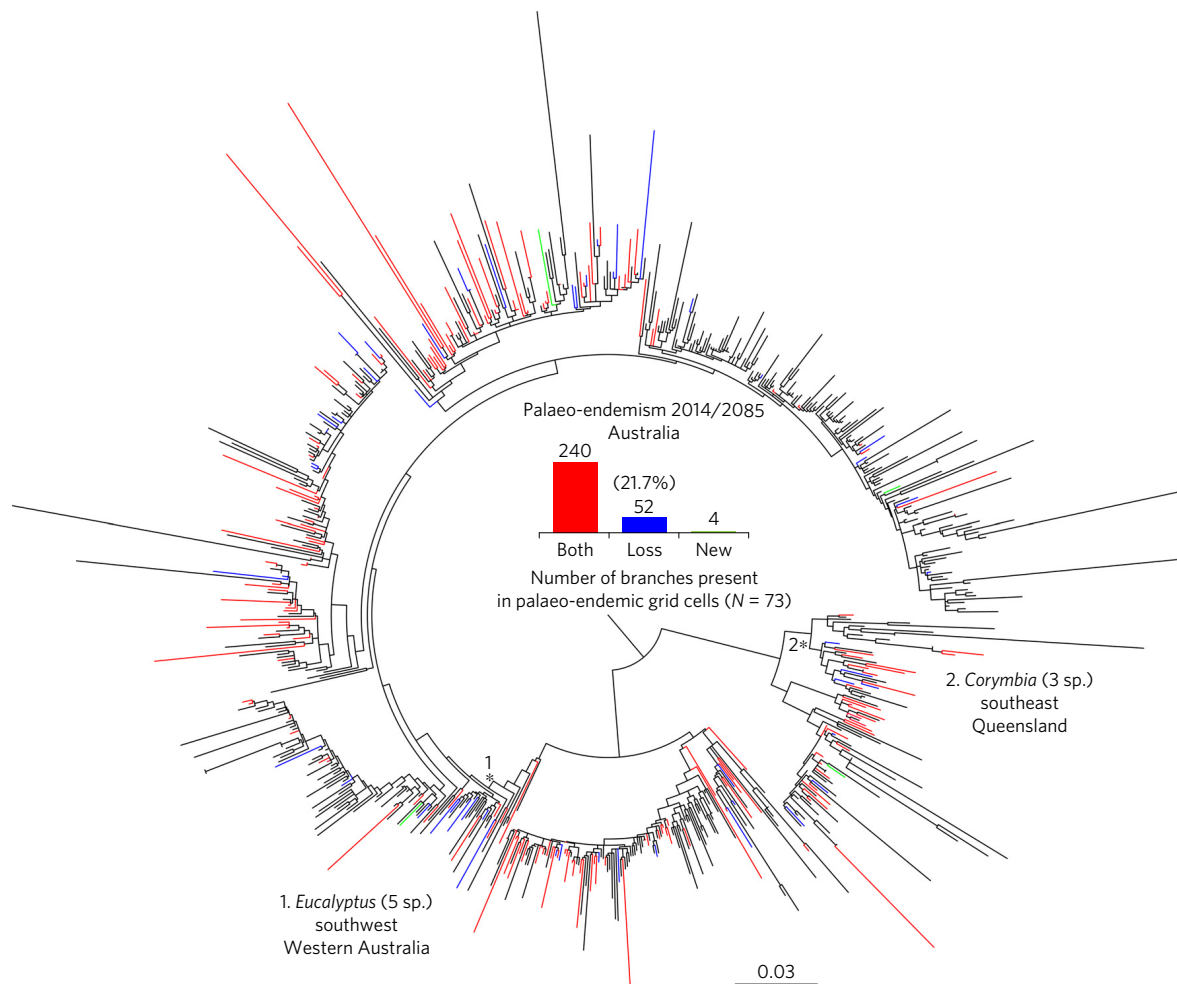 Palaeo-endemism 2014/2085
Australia
240
(21.7%)
52
4
Both Loss New
Number of branches present
in palaeo-endemic grid cells (N = 73)
2*
2. Corymbia (3 sp.)
southeast
Queensland
1
*
1. Eucalyptus (5 sp.)
southwest
Western Australia
0.03